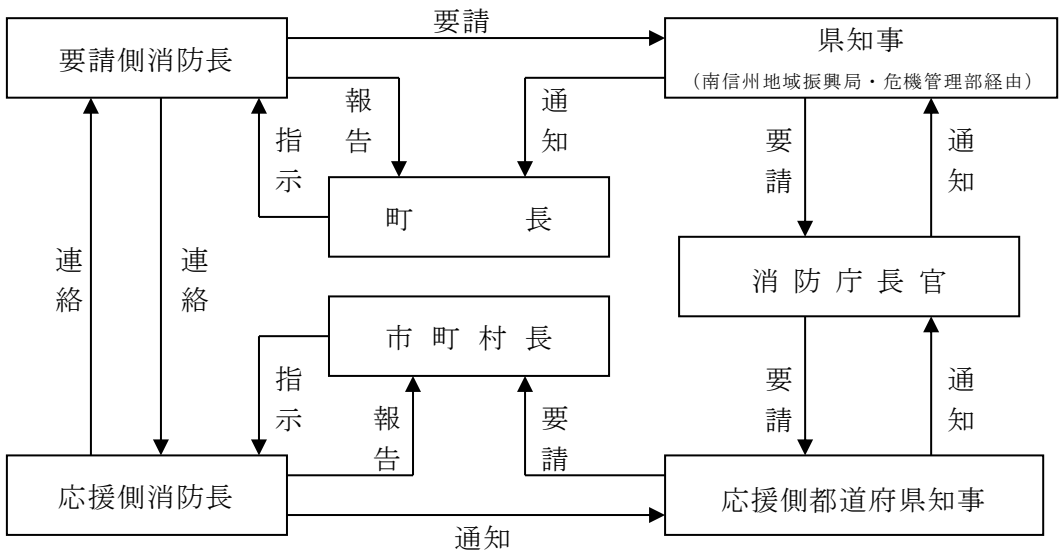 要請
要請側消防長
県知事
（南信州地域振興局・危機管理部経由）
報告
通知
指示
要請
通知
町長
連絡
連絡
消防庁長官
市町村長
指示
要請
通知
報告
要請
応援側消防長
応援側都道府県知事
通知